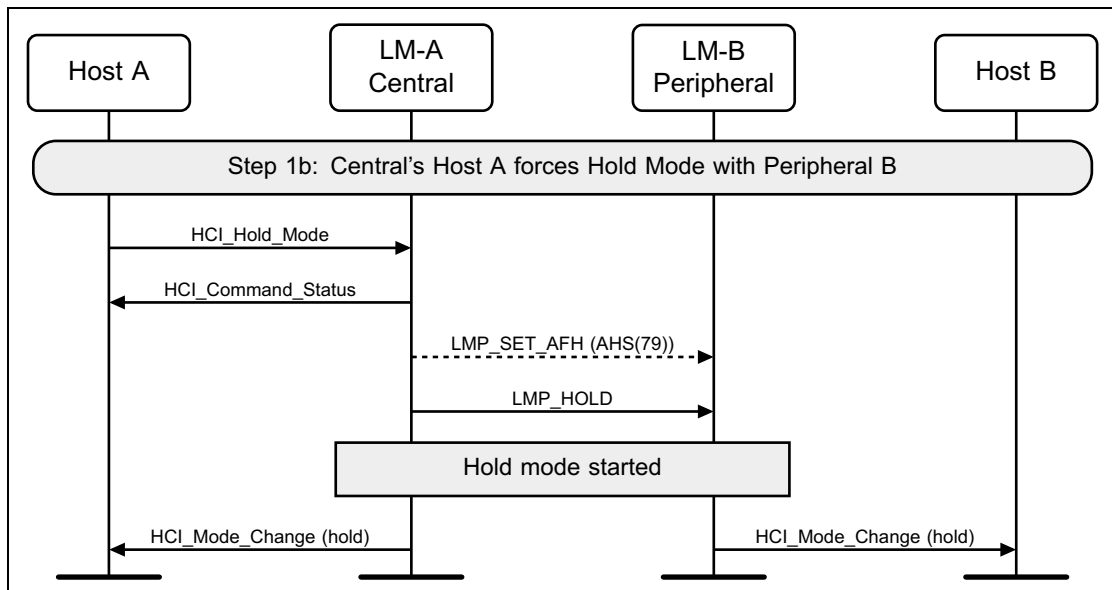 Host A
LM-A
Central
LM-B
Peripheral
Host B
Step 1b:  Central's Host A forces Hold Mode with Peripheral B
HCI_Hold_Mode
HCI_Command_Status
LMP_SET_AFH (AHS(79))
LMP_HOLD
Hold mode started
HCI_Mode_Change (hold)
HCI_Mode_Change (hold)